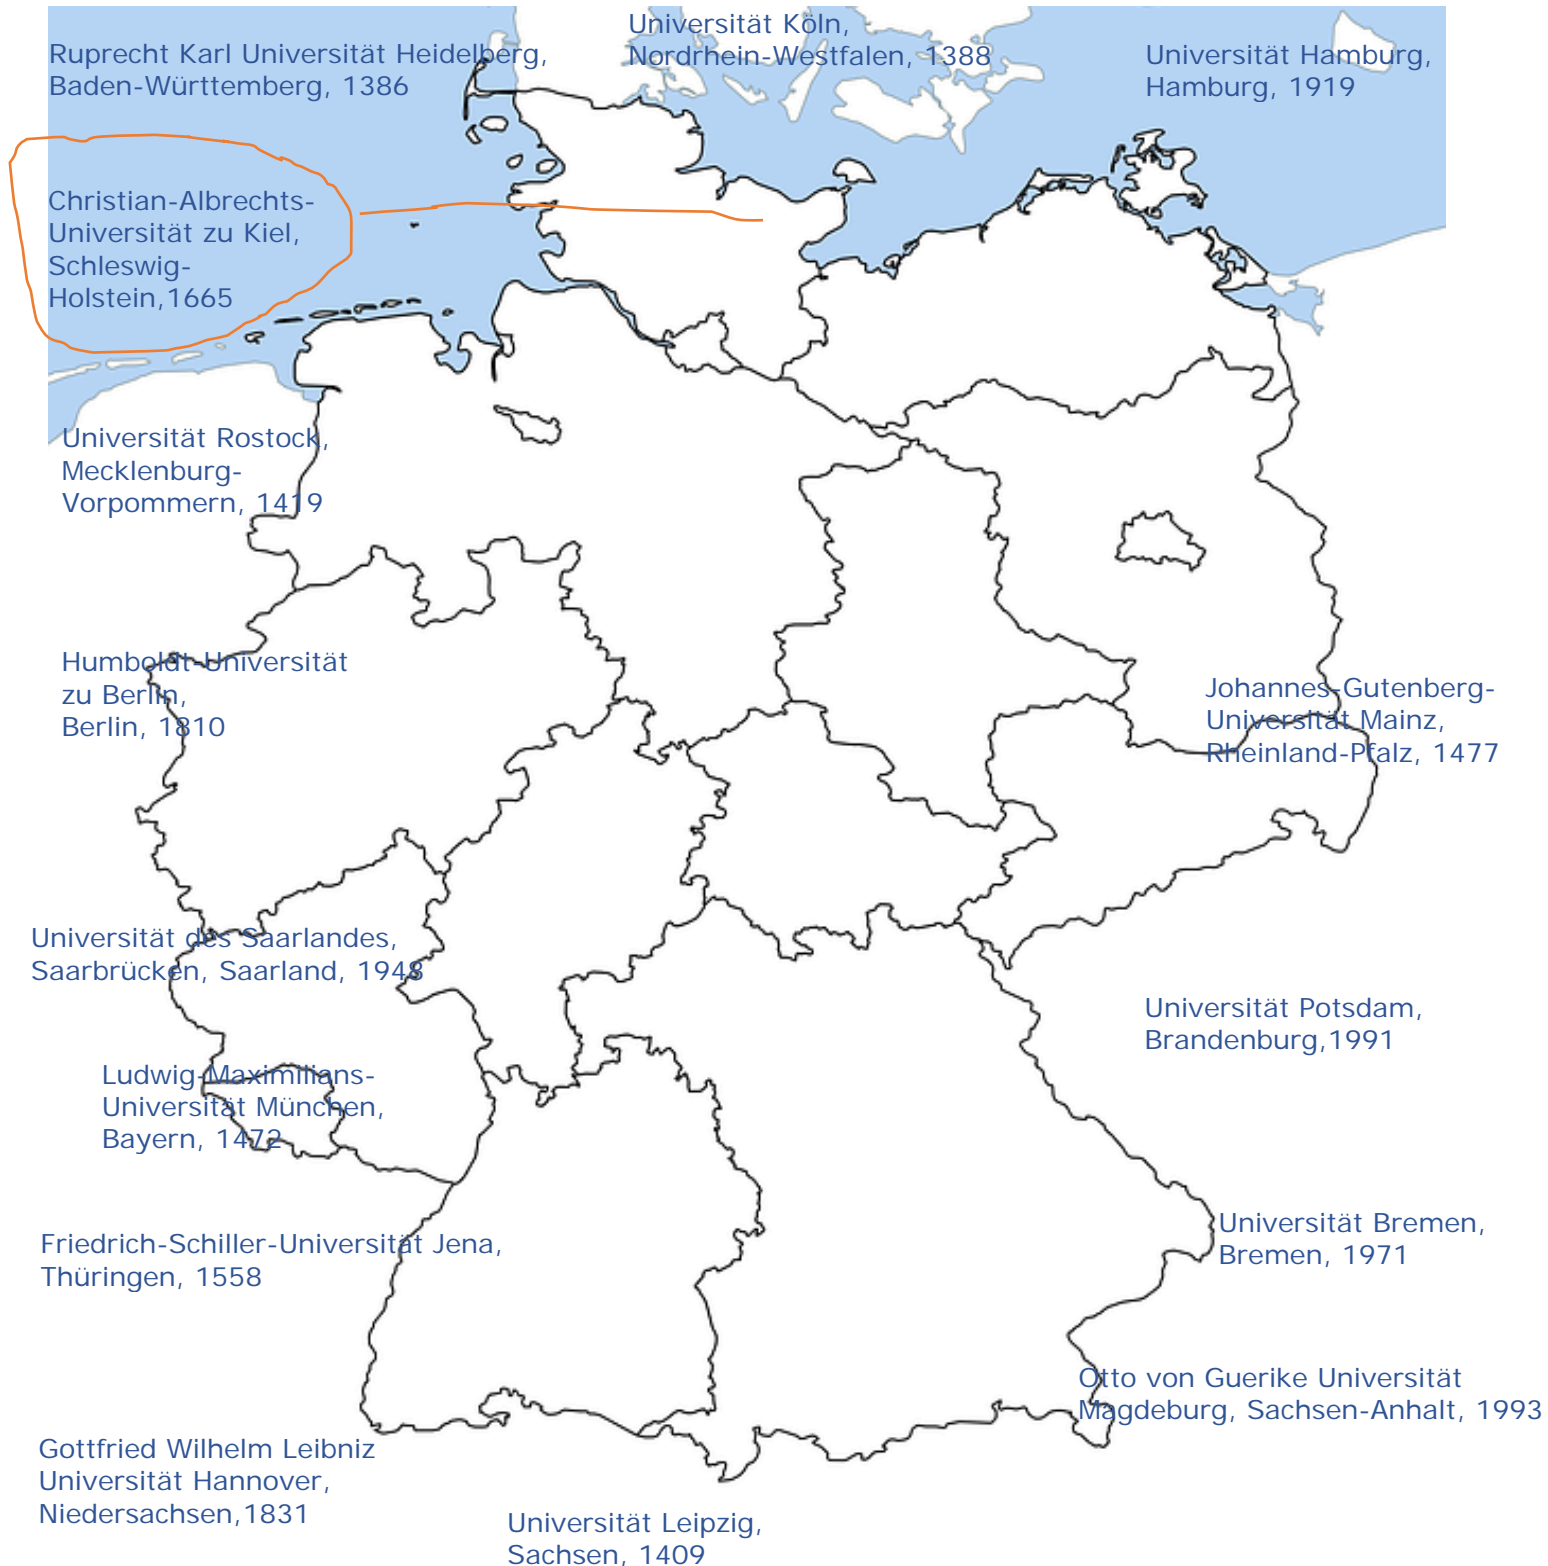 Ruprecht Karl Universität Heidelberg,
Baden-Württemberg, 1386
Universität Köln,
Nordrhein-Westfalen, 1388
Universität Hamburg,
Hamburg, 1919
Christian-Albrechts-
Universität zu Kiel,
Schleswig-
Holstein,1665
Universität Rostock,
Mecklenburg-
Vorpommern, 1419
Humboldt-Universität
zu Berlin,
Berlin, 1810
Johannes-Gutenberg-
Universität Mainz,
Rheinland-Pfalz, 1477
Universität des Saarlandes,
Saarbrücken, Saarland, 1948
Universität Potsdam,
Brandenburg,1991
Ludwig-Maximilians-
Universität München,
Bayern, 1472
Friedrich-Schiller-Universität Jena,
Thüringen, 1558
Universität Bremen,
Bremen, 1971
Otto von Guerike Universität
Magdeburg, Sachsen-Anhalt, 1993
Gottfried Wilhelm Leibniz
Universität Hannover,
Niedersachsen,1831
Universität Leipzig,
Sachsen, 1409